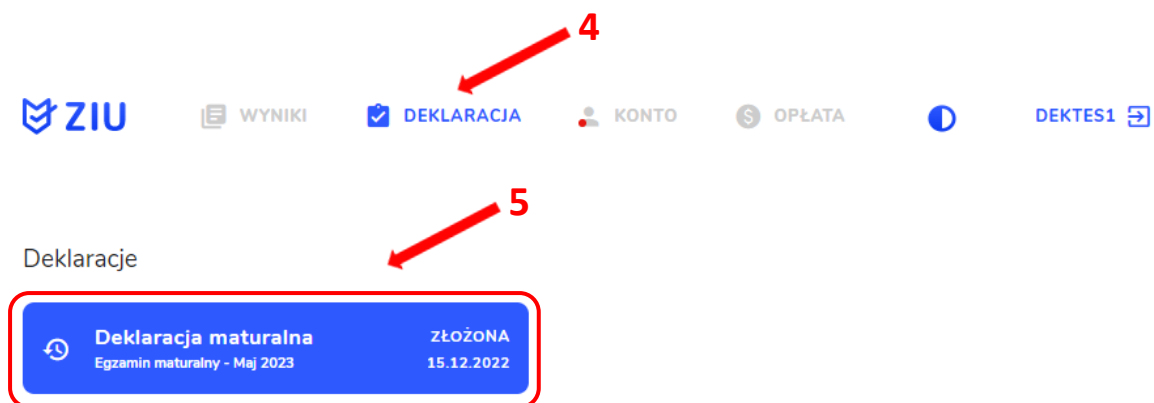 4
ZIU WYNIKI DEKLARACJA KONTO OPŁATA DEKTES1
5
Deklaracje
Deklaracja maturalna ZŁOŻONA
Egzamin maturalny - Maj 2023 15.12.2022